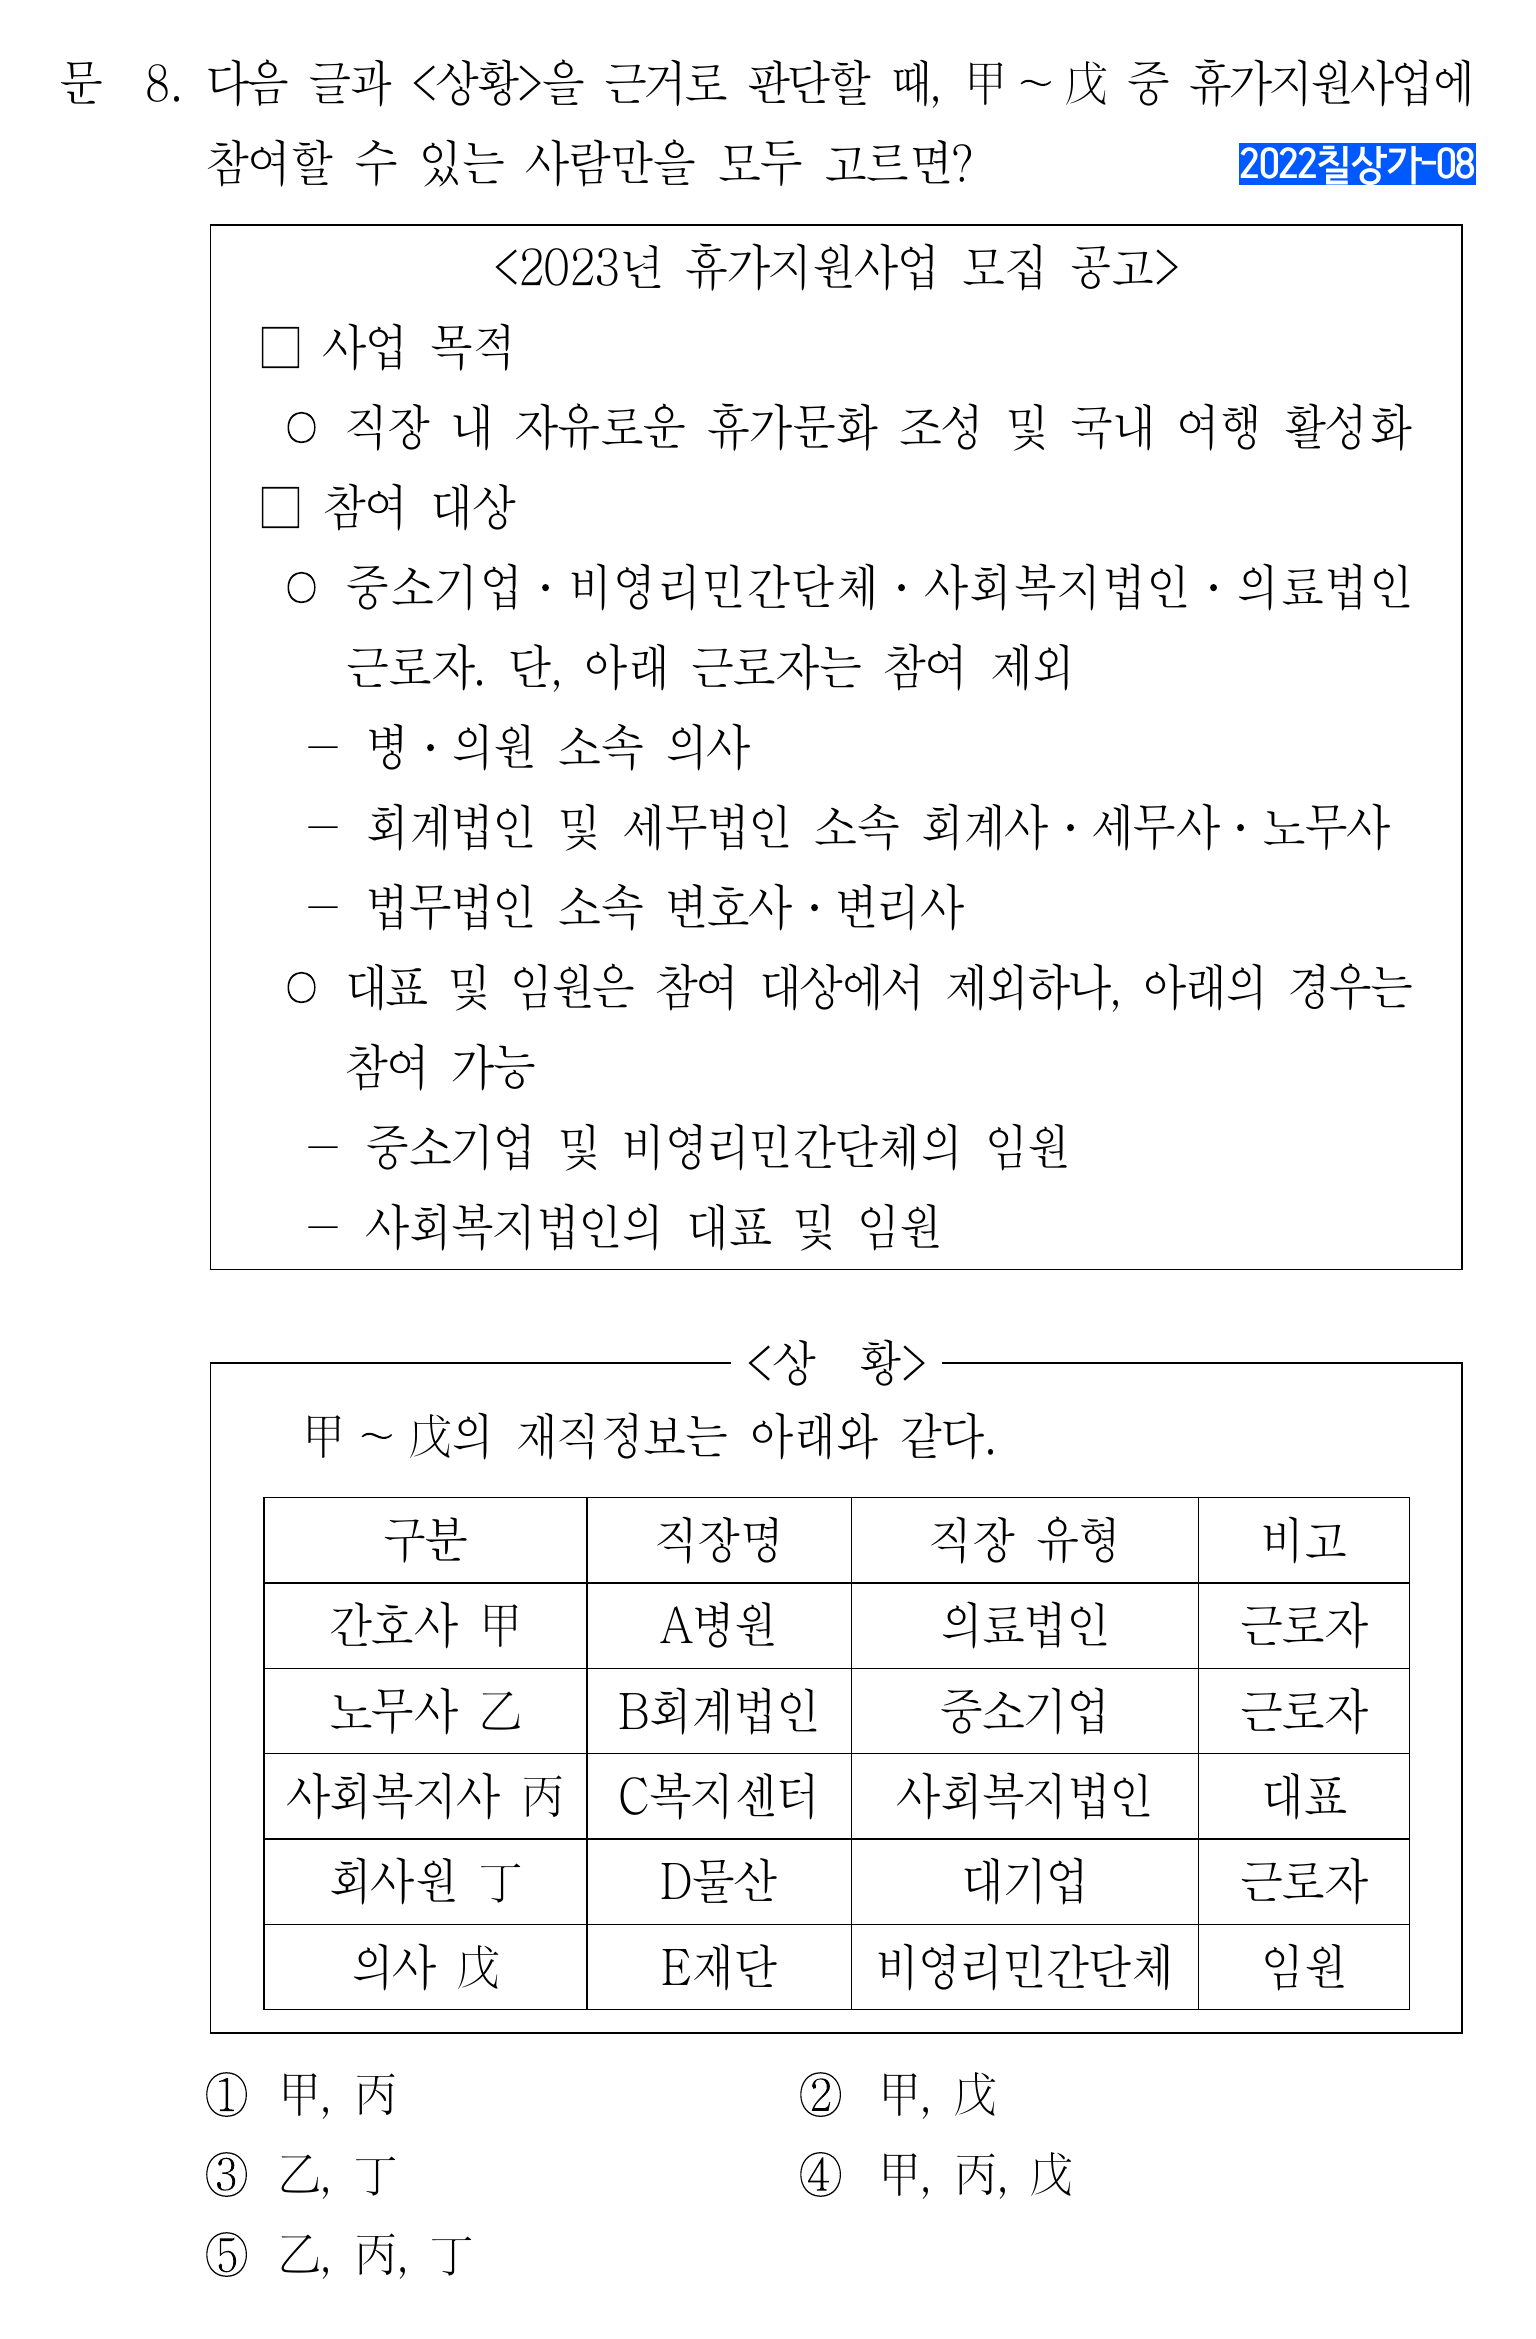 문 8. 다음 글과 <상황>을 근거로 판단할 때, 甲~戊 중 휴가지원사업에
참여할 수 있는 사람만을 모두 고르면?
2022칠상가-08
<2023년 휴가지원사업 모집 공고>
□ 사업 목적
○ 직장 내 자유로운 휴가문화 조성 및 국내 여행 활성화
□ 참여 대상
○ 중소기업·비영리민간단체·사회복지법인·의료법인
근로자. 단, 아래 근로자는 참여 제외
- 병·의원 소속 의사
- 회계법인 및 세무법인 소속 회계사·세무사·노무사
- 법무법인 소속 변호사·변리사
○ 대표 및 임원은 참여 대상에서 제외하나, 아래의 경우는
참여 가능
- 중소기업 및 비영리민간단체의 임원
- 사회복지법인의 대표 및 임원
<상 황>
甲~戊의 재직정보는 아래와 같다.
구분 직장명 직장 유형 비고
간호사 甲 A병원 의료법인 근로자
노무사 乙 B회계법인 중소기업 근로자
사회복지사 丙 C복지센터 사회복지법인 대표
회사원 丁 D물산 대기업 근로자
의사 戊 E재단 비영리민간단체 임원
① 甲, 丙 ② 甲, 戊
③ 乙, 丁 ④ 甲, 丙, 戊
⑤ 乙, 丙, 丁